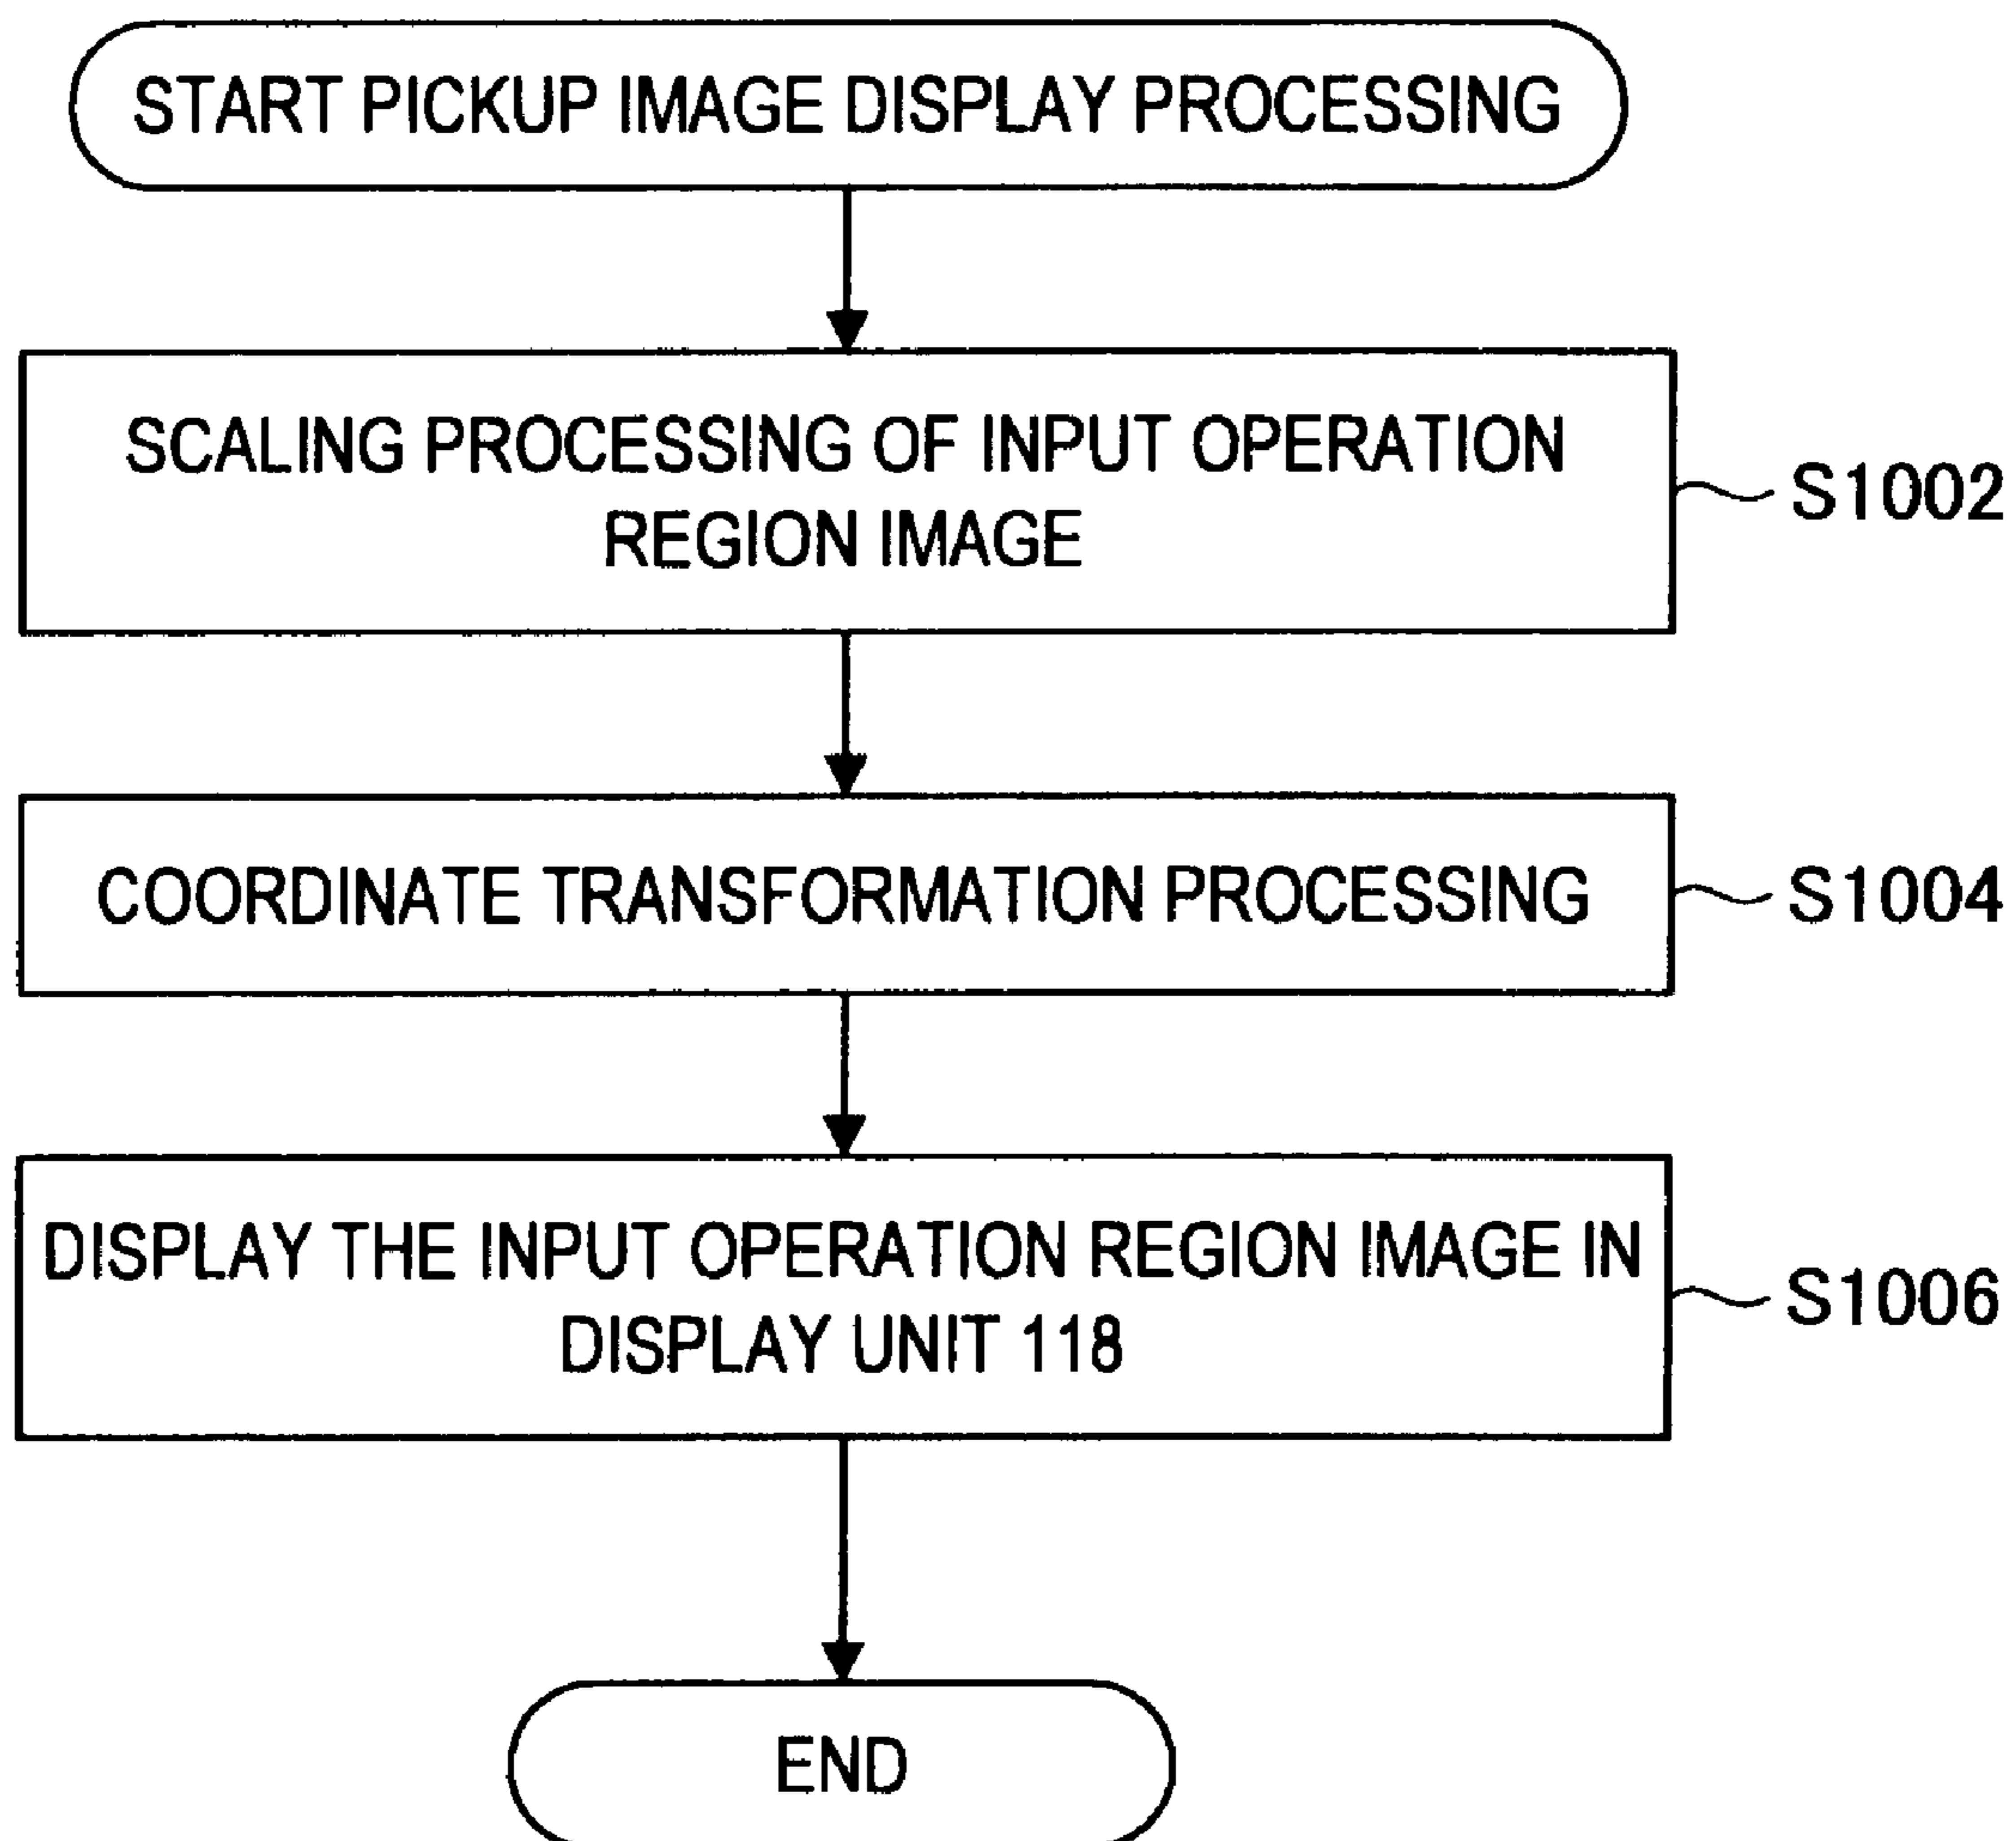 START PICKUP IMAGE DISPLAY PROCESSING
SCALING PROCESSING OF INPUT OPERATION
REGION IMAGE
S1002
COORDINATE TRANSFORMATION PROCESSING
S1004
DISPLAY THE INPUT OPERATION REGION IMAGE IN
DISPLAY UNIT 118
S1006
END